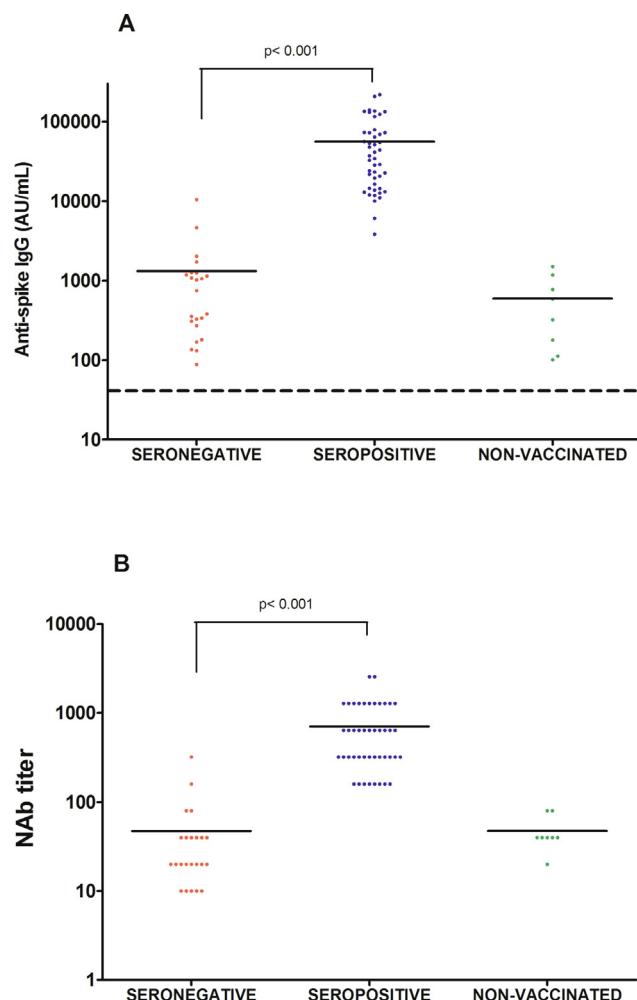 A
p< 0.001
Anti-spike IgG (AU/mL)
100000
10000
1000
100
10
SERONEGATIVE SEROPOSITIVE NON-VACCINATED
B
p< 0.001
NAb titer
10000
1000
100
10
1
SERONEGATIVE SEROPOSITIVE NON-VACCINATED